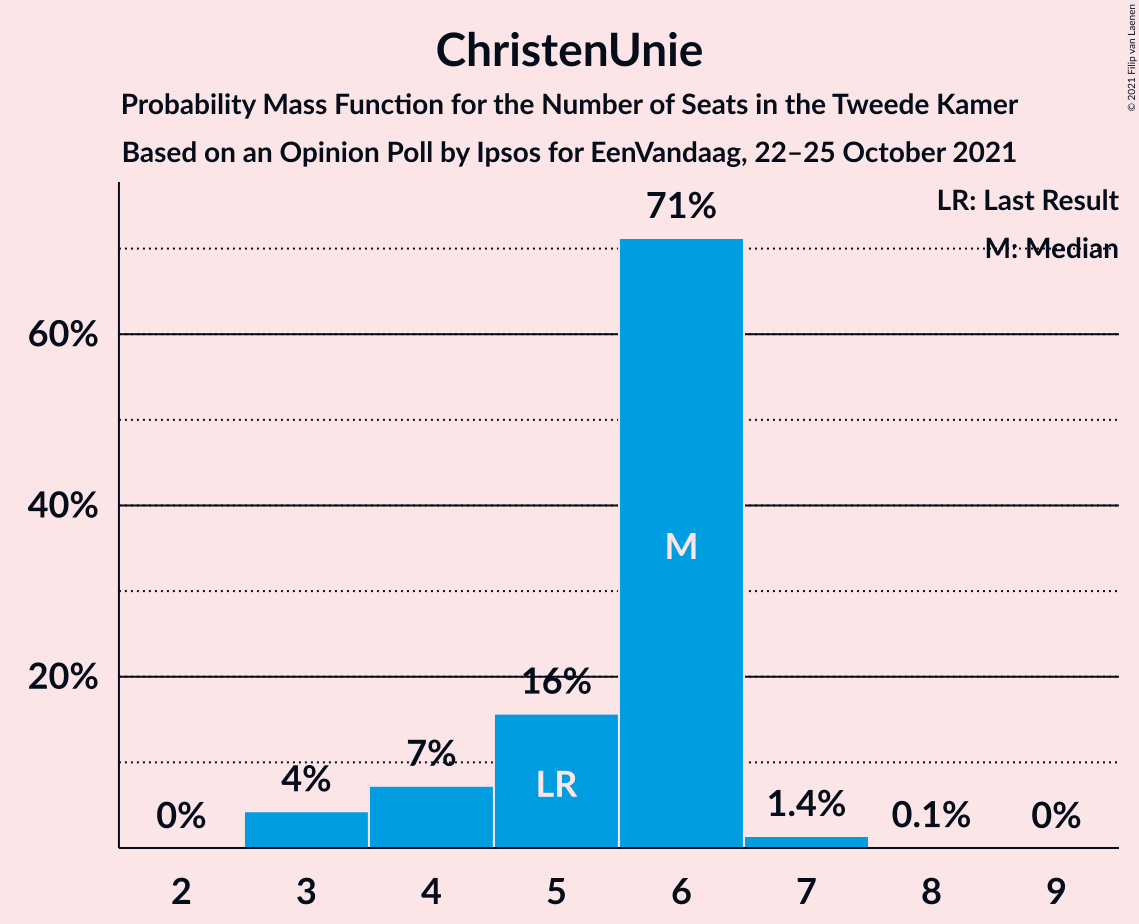 ChristenUnie
Probability Mass Function for the Number of Seats in the Tweede Kamer
Based on an Opinion Poll by Ipsos for EenVandaag, 22–25 October 2021
© 2021 Filip van Laenen
LR: Last Result
M: Median
71%
60%
40%
M
20%
16%
7%
4%
LR
0%
1.4%
0.1%
0%
2 3 4 5 6 7 8 9